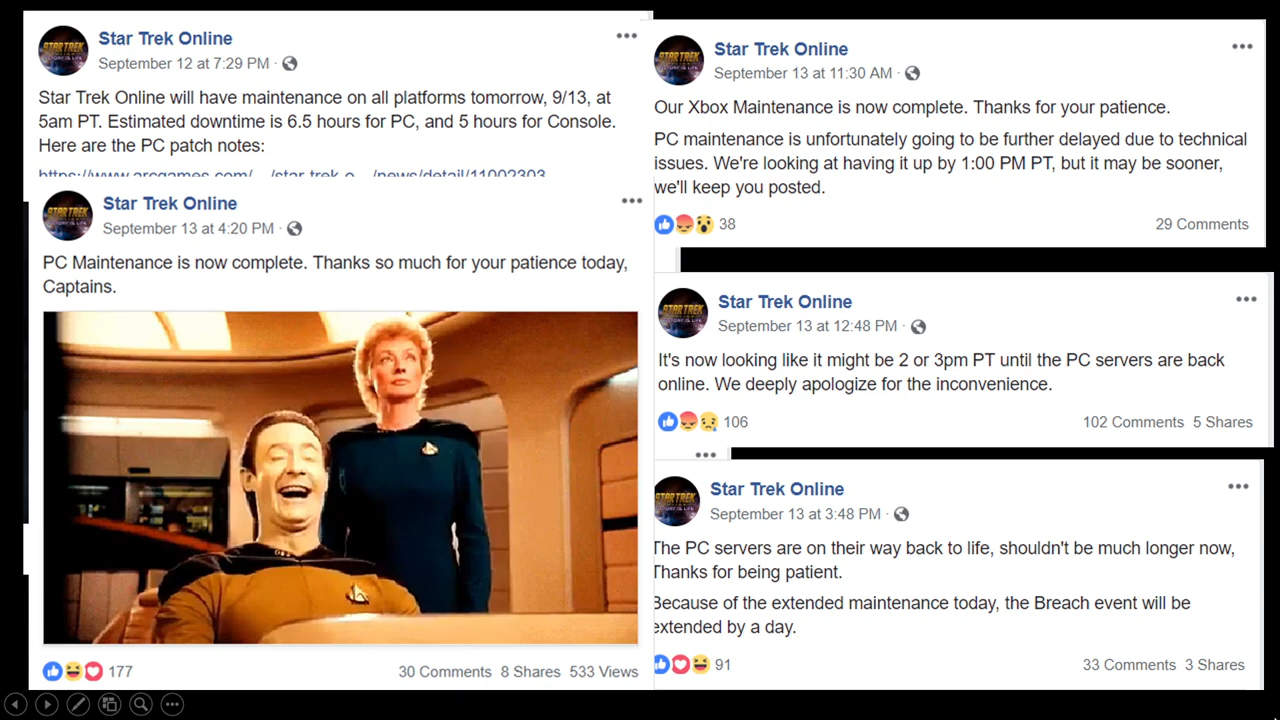 Star Trek Online
September 12 at 7:29 PM ·
Star Trek Online will have maintenance on all platforms tomorrow, 9/13, at
5am PT. Estimated downtime is 6.5 hours for PC, and 5 hours for Console.
Here are the PC patch notes:
https://www.arcgames.com/.../star-trek-o.../news/detail/11002303
Star Trek Online
September 13 at 4:20 PM ·
PC Maintenance is now complete. Thanks so much for your patience today,
Captains.
177
30 Comments 8 Shares 533 Views
Star Trek Online
September 13 at 11:30 AM ·
Our Xbox Maintenance is now complete. Thanks for your patience.
PC maintenance is unfortunately going to be further delayed due to technical
issues. We're looking at having it up by 1:00 PM PT, but it may be sooner,
we'll keep you posted.
38
29 Comments
Star Trek Online
September 13 at 12:48 PM ·
It's now looking like it might be 2 or 3pm PT until the PC servers are back
online. We deeply apologize for the inconvenience.
106
102 Comments 5 Shares
Star Trek Online
September 13 at 3:48 PM ·
The PC servers are on their way back to life, shouldn't be much longer now,
Thanks for being patient.
Because of the extended maintenance today, the Breach event will be
extended by a day.
91
33 Comments 3 Shares